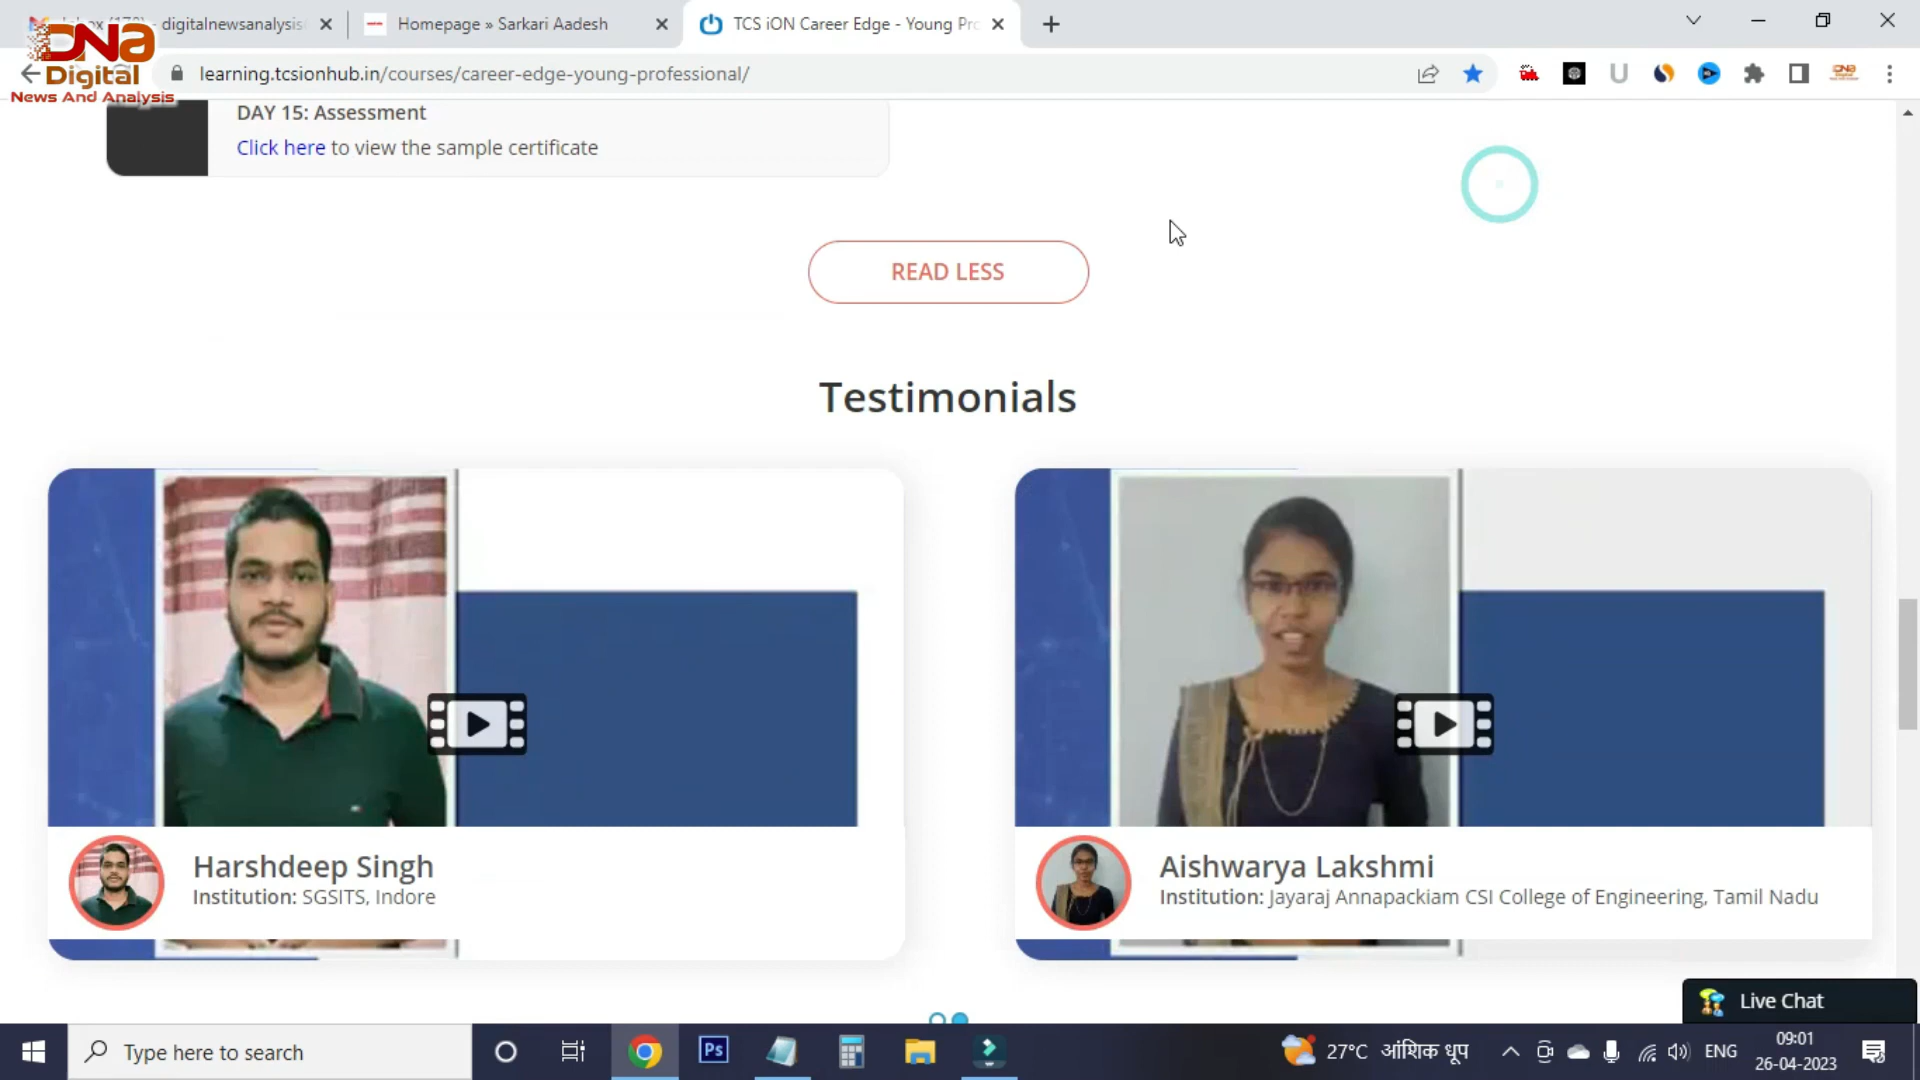 digitalnewsanalysis
Homepage » Sarkari Aadesh
TCS iON Career Edge - Young Pr
DNA
Digital
News And Analysis
learning.tcsionhub.in/courses/career-edge-young-professional/
DAY 15: Assessment
Click here to view the sample certificate
READ LESS
Testimonials
Harshdeep Singh
Institution: SGSITS, Indore
Aishwarya Lakshmi
Institution: Jayaraj Annapackiam CSI College of Engineering, Tamil Nadu
Live Chat
Type here to search
Ps
27°C आंशिक धूप
ENG
09:01
26-04-2023